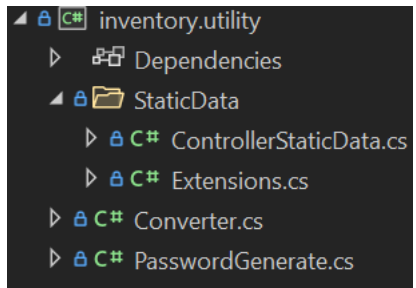 C# inventory.utility
Dependencies
StaticData
C# ControllerStaticData.cs
C# Extensions.cs
C# Converter.cs
C# PasswordGenerate.cs